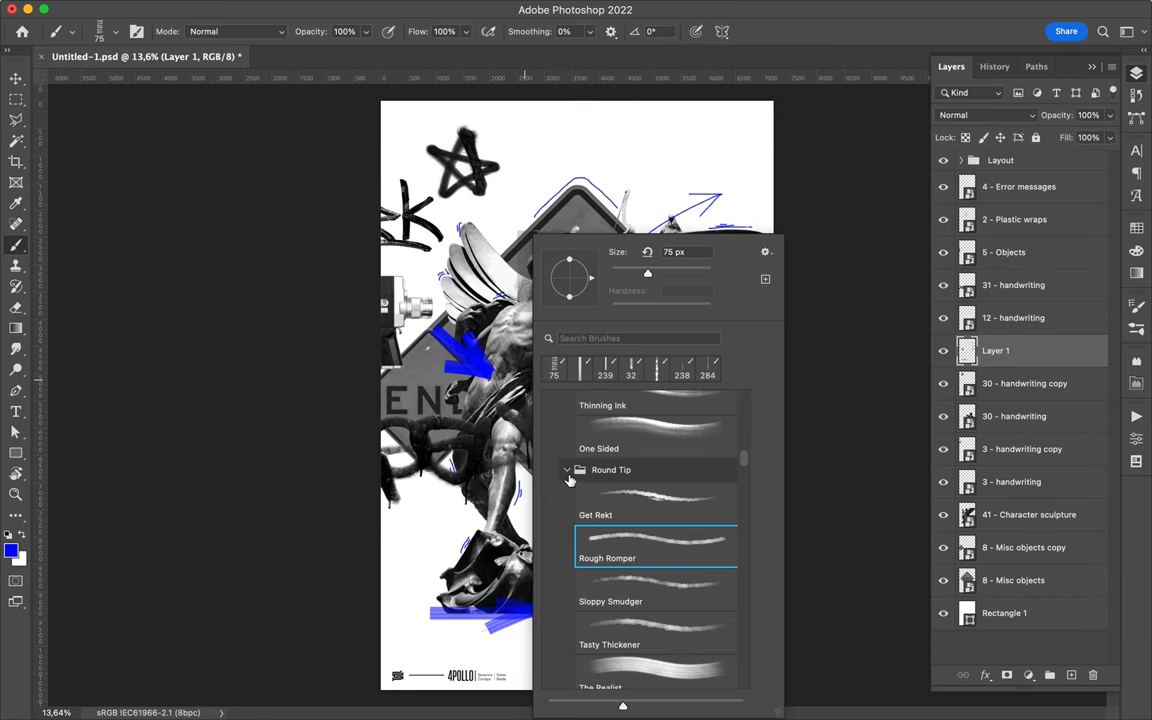 Adobe Photoshop 2022
75
Mode: Normal
Opacity: 100%
Flow: 100%
Smoothing: 0%
0°
Share
Untitled-1.psd @ 13,6% (Layer 1, RGB/8) *
Layers
History
Paths
Kind
Normal
Opacity: 100%
Lock:
Fill: 100%
Layout
4 - Error messages
2 - Plastic wraps
5 - Objects
31 - handwriting
12 - handwriting
Layer 1
30 - handwriting copy
30 - handwriting
3 - handwriting copy
3 - handwriting
41 - Character sculpture
8 - Misc objects copy
8 - Misc objects
Rectangle 1
Size:
75 px
Hardness:
Search Brushes
75 239 32 238 284
Thinning Ink
One Sided
Round Tip
Get Rekt
Rough Romper
Sloppy Smudger
Tasty Thickener
The Realist
4POLLO
13,64%
sRGB IEC61966-2.1 (8bpc)